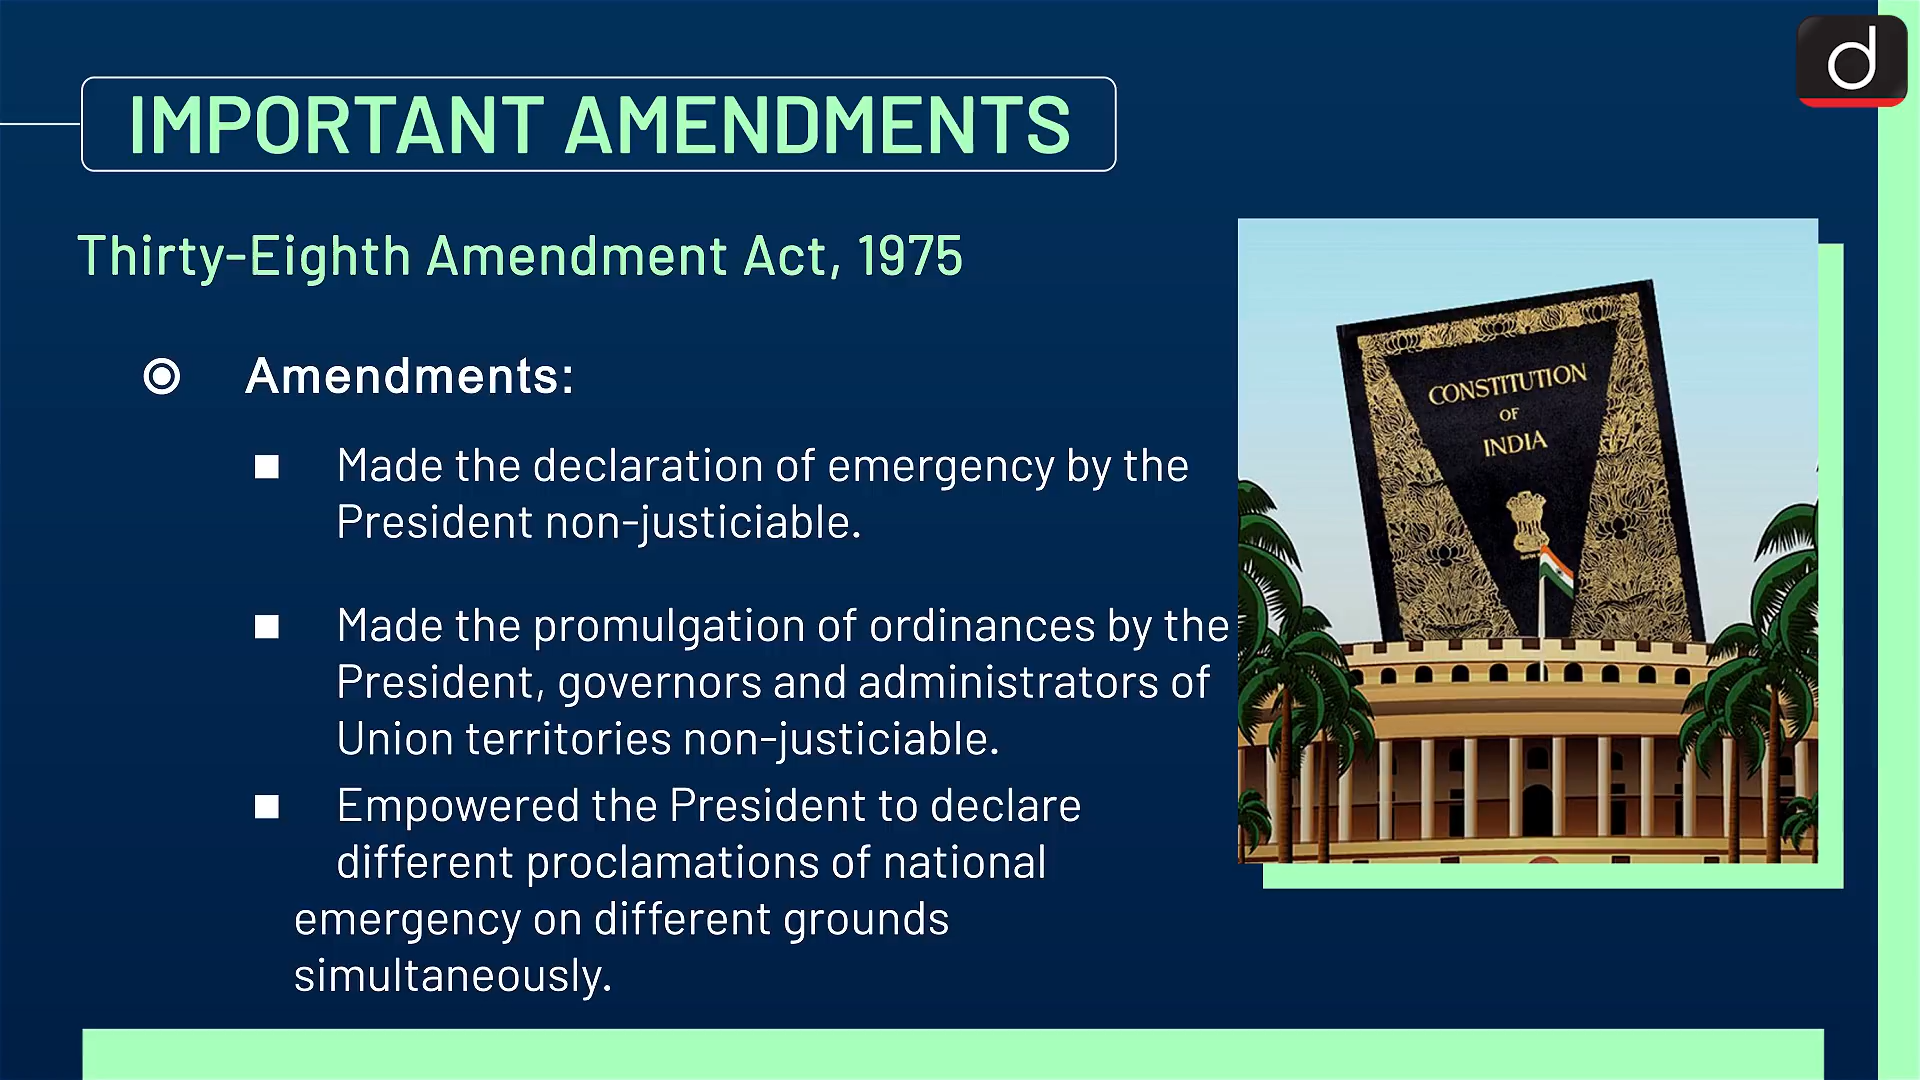 d
IMPORTANT AMENDMENTS
Thirty-Eighth Amendment Act, 1975
Amendments:
Made the declaration of emergency by the
President non-justiciable.
Made the promulgation of ordinances by the
President, governors and administrators of
Union territories non-justiciable.
Empowered the President to declare
different proclamations of national
emergency on different grounds
simultaneously.
CONSTITUTION
OF
INDIA